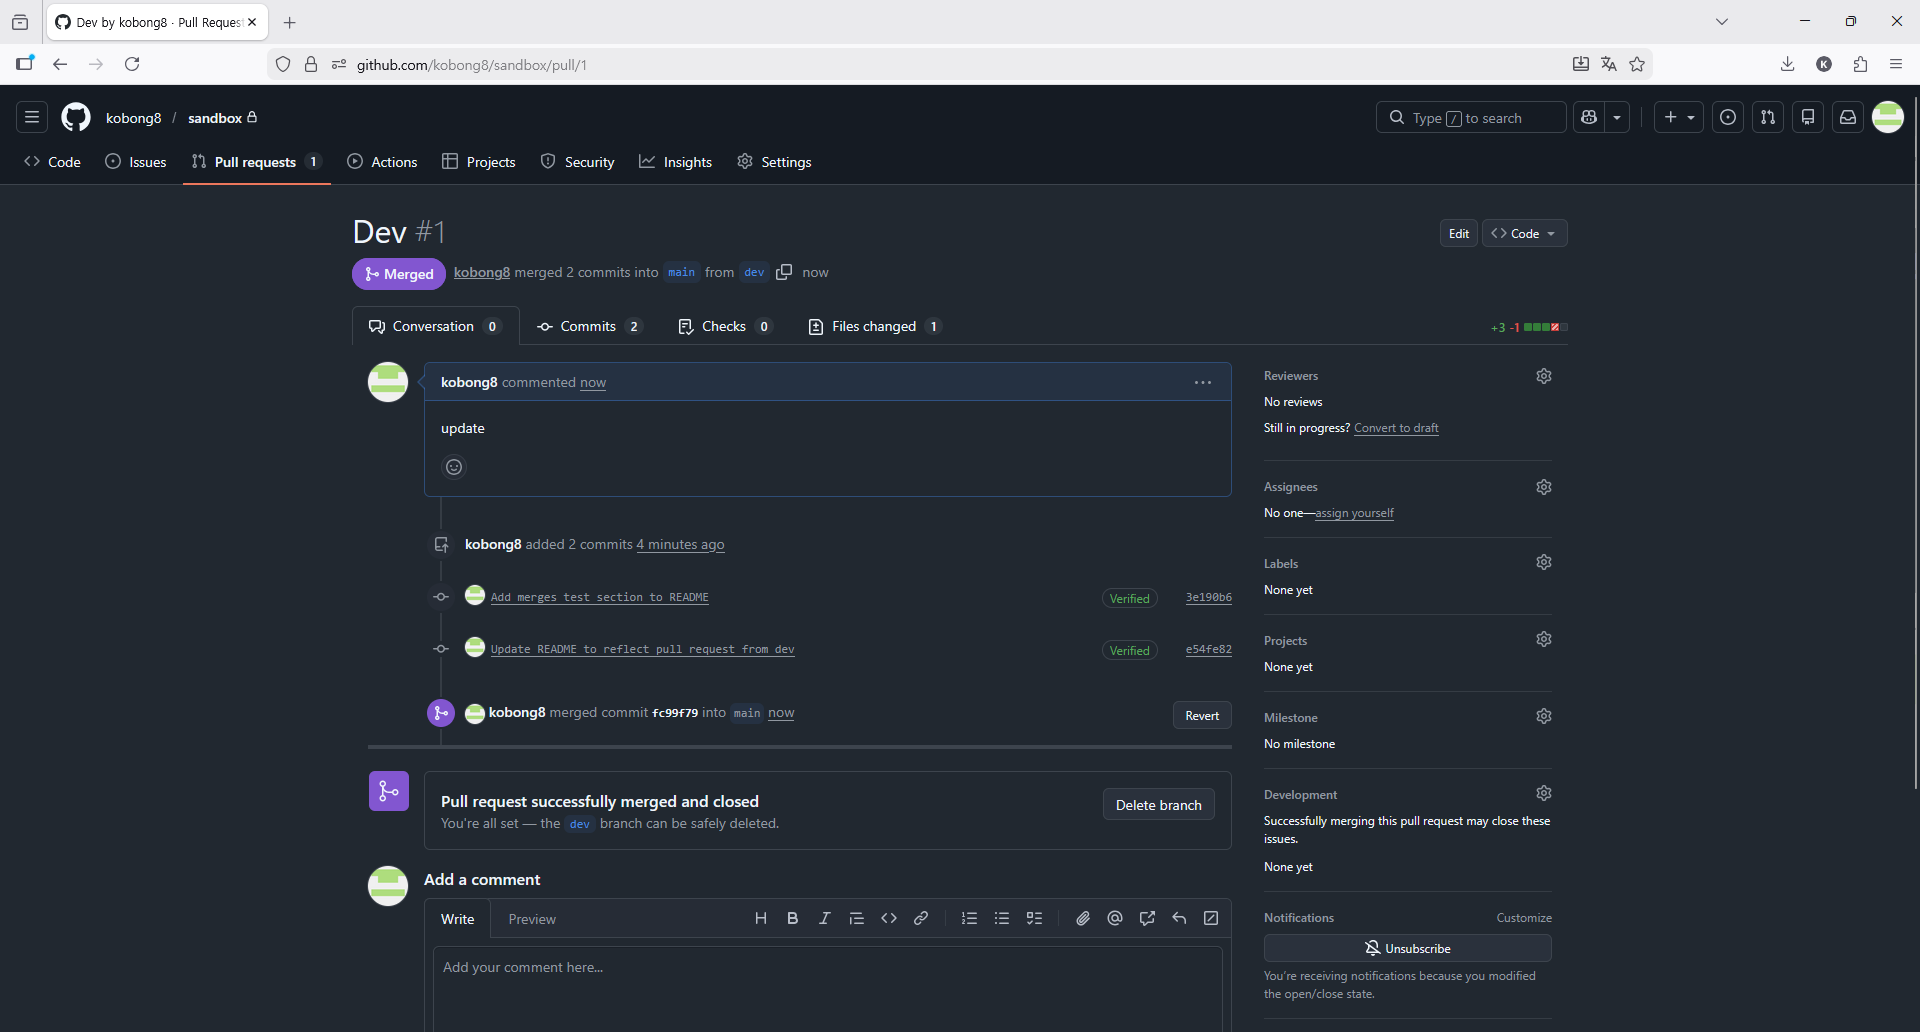 Dev by kobong8 · Pull Reques
github.com/kobong8/sandbox/pull/1
K
kobong8 / sandbox
Type / to search
Code
Issues
Pull requests 1
Actions
Projects
Security
Insights
Settings
Dev #1
Edit
Code
Merged
kobong8 merged 2 commits into main from dev now
Conversation 0
Commits 2
Checks 0
Files changed 1
+3 -1
kobong8 commented now
update
kobong8 added 2 commits 4 minutes ago
Add merges test section to README
Verified
3e190b6
Update README to reflect pull request from dev
Verified
e54fe82
kobong8 merged commit fc99f79 into main now
Revert
Pull request successfully merged and closed
You're all set — the dev branch can be safely deleted.
Delete branch
Add a comment
Write
Preview
H B I
Add your comment here...
Reviewers
No reviews
Still in progress? Convert to draft
Assignees
No one—assign yourself
Labels
None yet
Projects
None yet
Milestone
No milestone
Development
Successfully merging this pull request may close these
issues.
None yet
Notifications
Customize
Unsubscribe
You're receiving notifications because you modified
the open/close state.